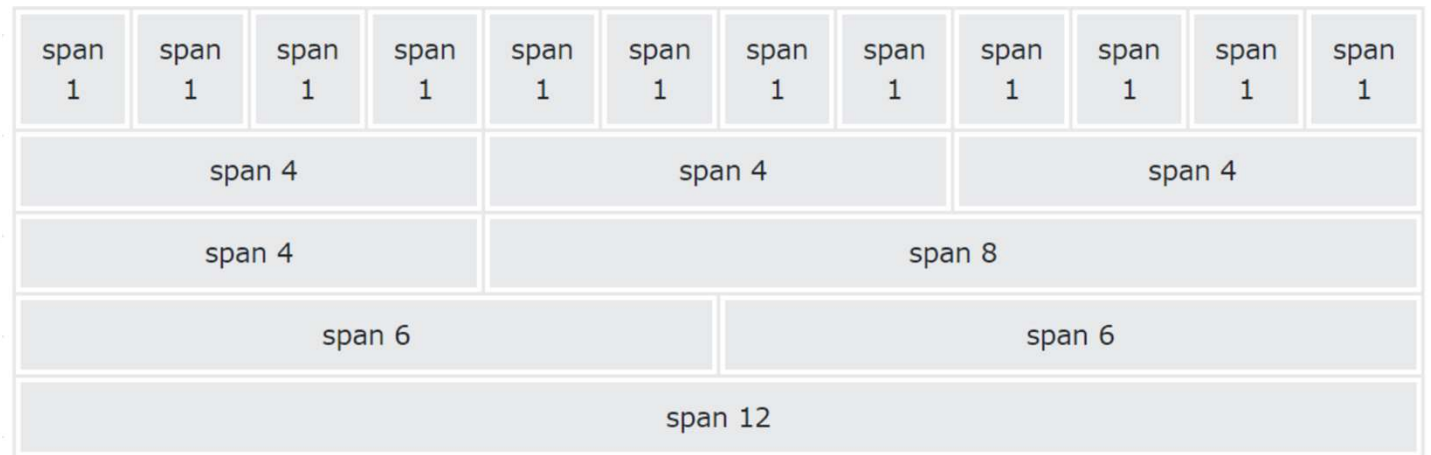 span span span span span span span span span span span span
1 1 1 1 1 1 1 1 1 1 1 1
span 4 span 4 span 4
span 4 span 8
span 6 span 6
span 12